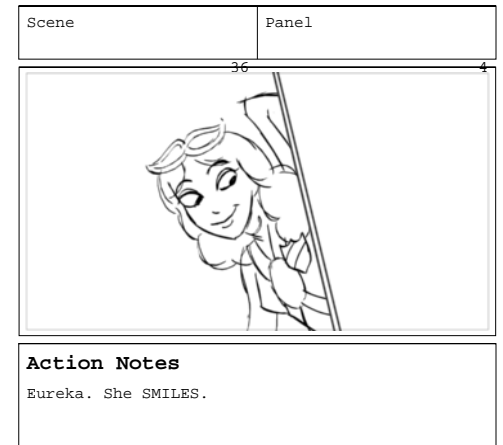 Scene
Panel
36
4
Action Notes
Eureka. She SMILES.